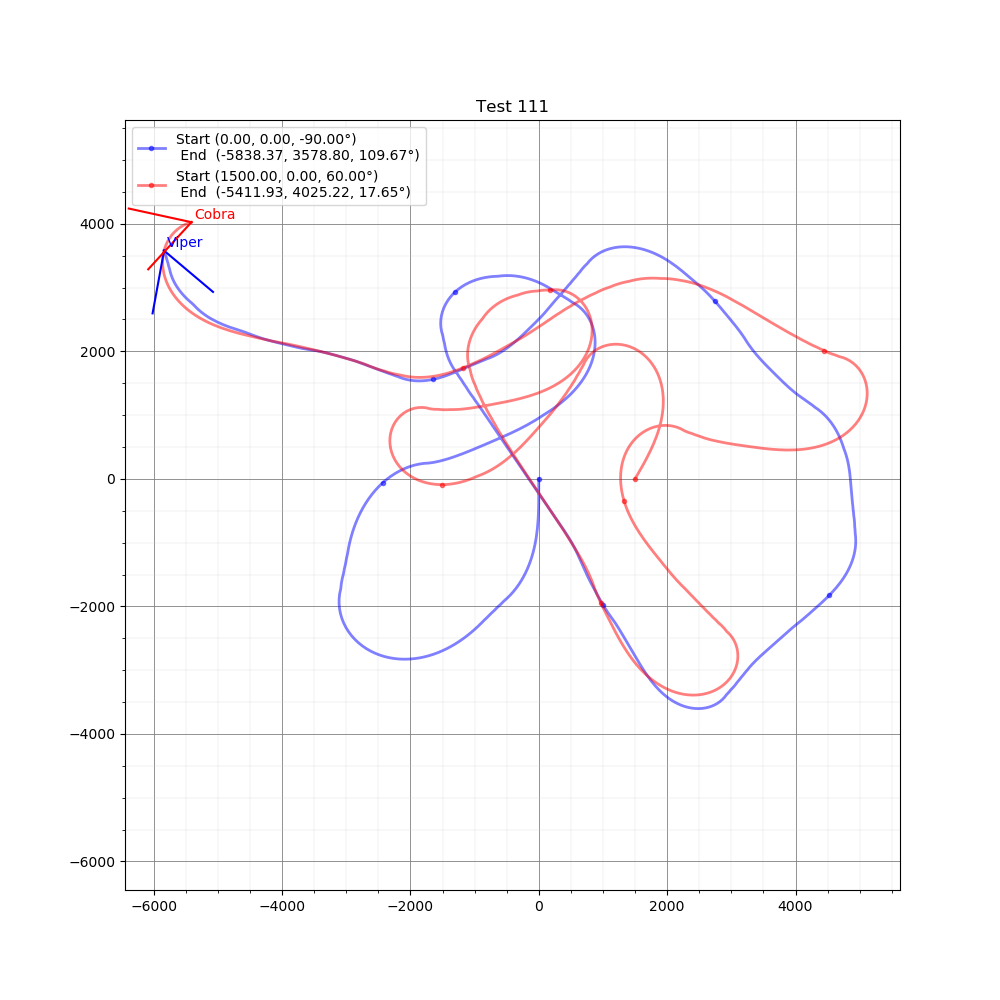 Test 111
Start (0.00, 0.00, -90.00°)
End (-5838.37, 3578.80, 109.67°)
Start (1500.00, 0.00, 60.00°)
End (-5411.93, 4025.22, 17.65°)
Cobra
Viper
4000
2000
0
−2000
−4000
−6000
−6000 −4000 −2000 0 2000 4000